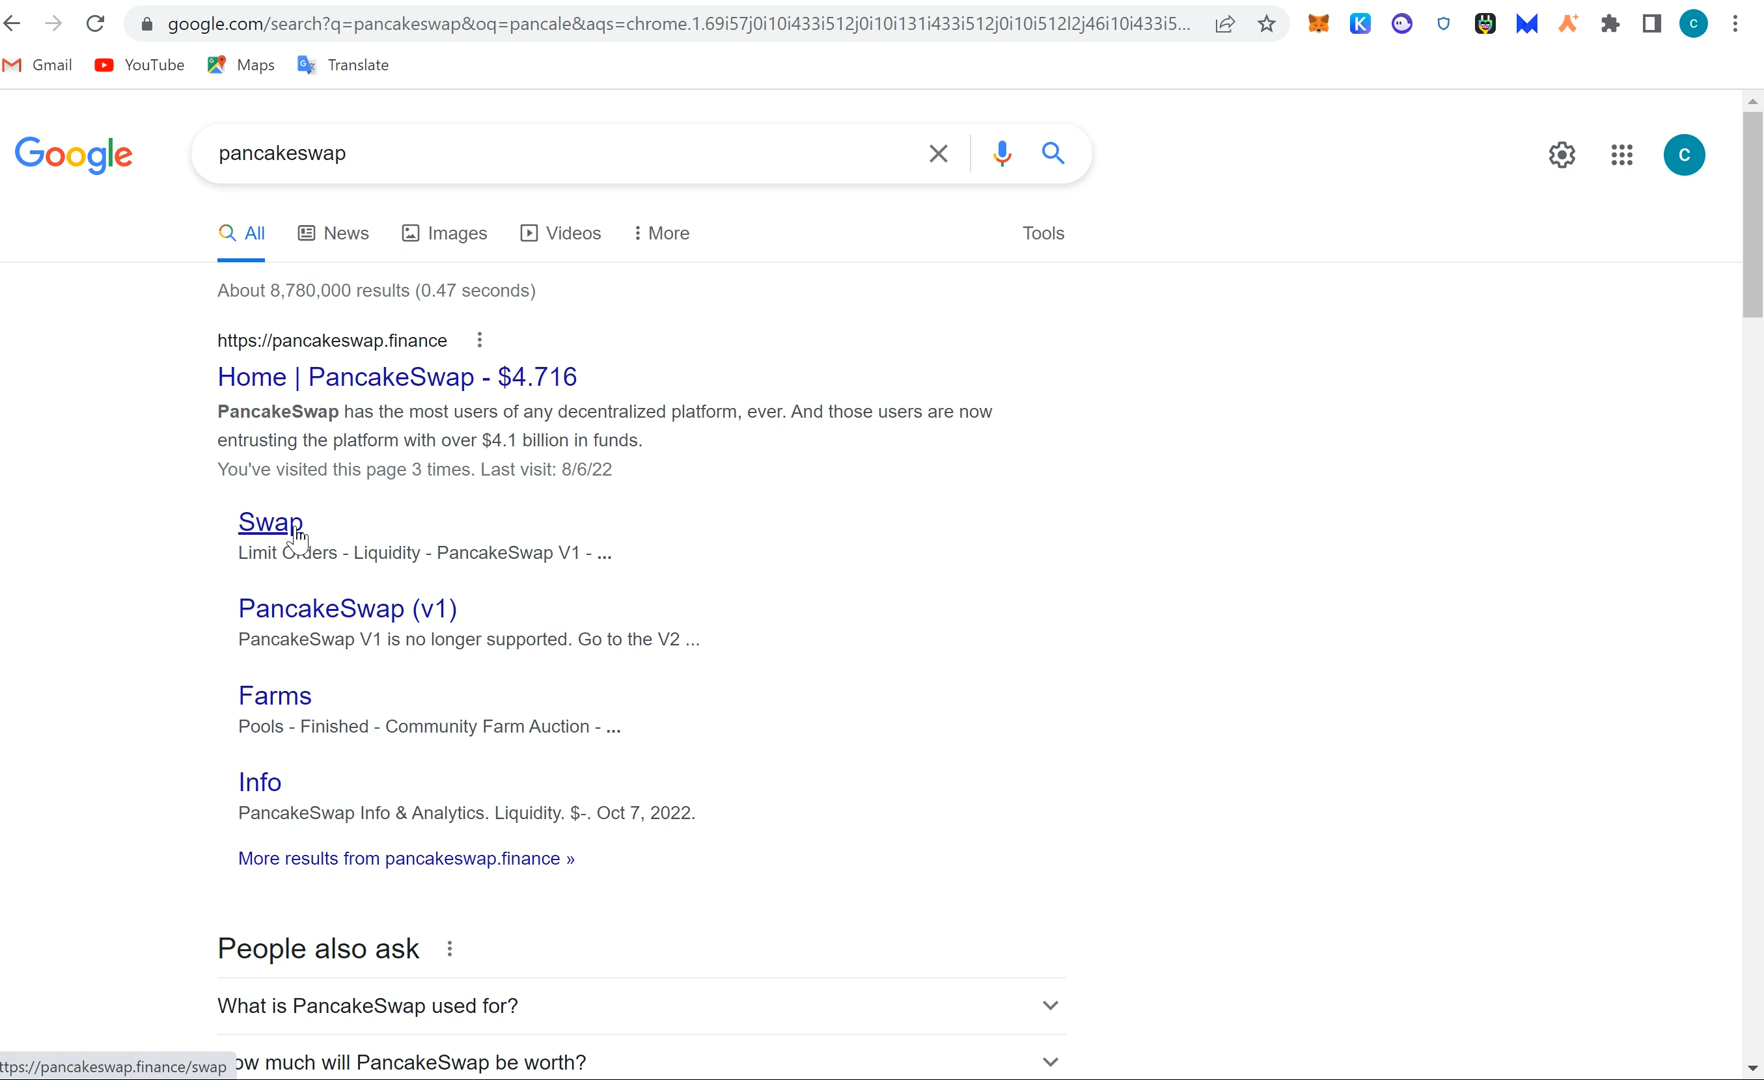 google.com/search?q=pancakeswap&oq=pancale&aqs=chrome.1.69i57j0i10i433i512j0i10i131i433i512j0i10i512l2j46i10i433i5...
C
Gmail YouTube Maps Translate
Google
pancakeswap
C
All News Images Videos More Tools
About 8,780,000 results (0.47 seconds)
https://pancakeswap.finance
Home | PancakeSwap - $4.716
PancakeSwap has the most users of any decentralized platform, ever. And those users are now
entrusting the platform with over $4.1 billion in funds.
You've visited this page 3 times. Last visit: 8/6/22
Swap
Limit Orders - Liquidity - PancakeSwap V1 - ...
PancakeSwap (v1)
PancakeSwap V1 is no longer supported. Go to the V2 ...
Farms
Pools - Finished - Community Farm Auction - ...
Info
PancakeSwap Info & Analytics. Liquidity. $-. Oct 7, 2022.
More results from pancakeswap.finance »
People also ask
What is PancakeSwap used for?
ow much will PancakeSwap be worth?
ttps://pancakeswap.finance/swap